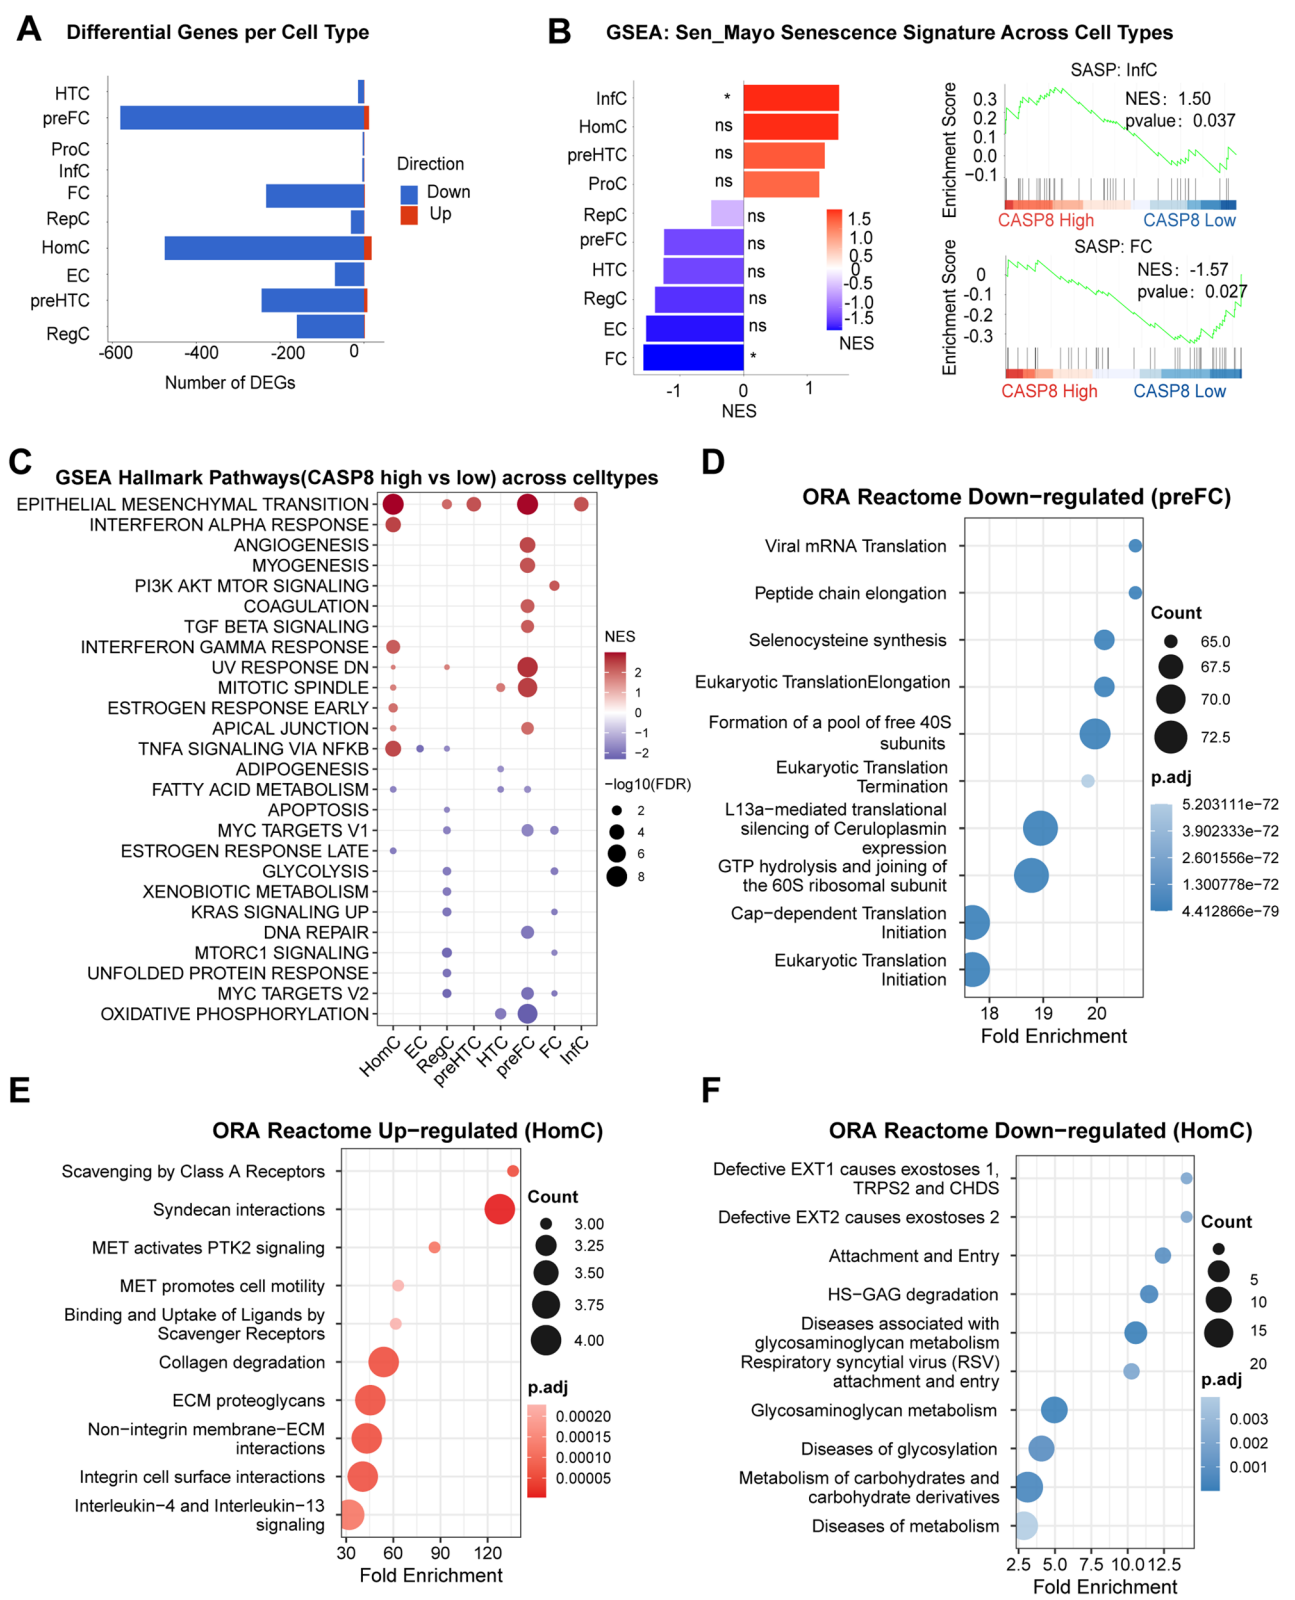 A
Differential Genes per Cell Type
HTC
preFC
ProC
InfC
FC
RepC
HomC
EC
preHTC
RegC
-600
-400
-200
0
Number of DEGs
Direction
Down
Up
B
GSEA: Sen_Mayo Senescence Signature Across Cell Types
InfC
*
HomC
ns
preHTC
ns
ProC
ns
RepC
ns
preFC
ns
HTC
ns
RegC
ns
EC
ns
FC
*
-1
0
1
NES
1.5
1.0
0.5
0
-0.5
-1.0
-1.5
NES
SASP: InfC
NES: 1.50
pvalue: 0.037
Enrichment Score
0.3
0.2
0.1
0.0
-0.1
CASP8 High
CASP8 Low
SASP: FC
NES: -1.57
pvalue: 0.027
Enrichment Score
0
-0.1
-0.2
-0.3
CASP8 High
CASP8 Low
C
GSEA Hallmark Pathways(CASP8 high vs low) across celltypes
EPITHELIAL MESENCHYMAL TRANSITION
INTERFERON ALPHA RESPONSE
ANGIOGENESIS
MYOGENESIS
PI3K AKT MTOR SIGNALING
COAGULATION
TGF BETA SIGNALING
INTERFERON GAMMA RESPONSE
UV RESPONSE DN
MITOTIC SPINDLE
ESTROGEN RESPONSE EARLY
APICAL JUNCTION
TNFA SIGNALING VIA NFKB
ADIPOGENESIS
FATTY ACID METABOLISM
APOPTOSIS
MYC TARGETS V1
ESTROGEN RESPONSE LATE
GLYCOLYSIS
XENOBIOTIC METABOLISM
KRAS SIGNALING UP
DNA REPAIR
MTORC1 SIGNALING
UNFOLDED PROTEIN RESPONSE
MYC TARGETS V2
OXIDATIVE PHOSPHORYLATION
HomC
EC
RegC
preHTC
HTC
preFC
FC
InfC
NES
2
1
0
−1
−2
−log10(FDR)
2
4
6
8
D
ORA Reactome Down−regulated (preFC)
Viral mRNA Translation
Peptide chain elongation
Selenocysteine synthesis
Eukaryotic TranslationElongation
Formation of a pool of free 40S
subunits
Eukaryotic Translation
Termination
L13a−mediated translational
silencing of Ceruloplasmin
expression
GTP hydrolysis and joining of
the 60S ribosomal subunit
Cap−dependent Translation
Initiation
Eukaryotic Translation
Initiation
18
19
20
Fold Enrichment
Count
65.0
67.5
70.0
72.5
p.adj
5.203111e−72
3.902333e−72
2.601556e−72
1.300778e−72
4.412866e−79
E
ORA Reactome Up−regulated (HomC)
Scavenging by Class A Receptors
Syndecan interactions
MET activates PTK2 signaling
MET promotes cell motility
Binding and Uptake of Ligands by
Scavenger Receptors
Collagen degradation
ECM proteoglycans
Non−integrin membrane−ECM
interactions
Integrin cell surface interactions
Interleukin−4 and Interleukin−13
signaling
30
60
90
120
Fold Enrichment
Count
3.00
3.25
3.50
3.75
4.00
p.adj
0.00020
0.00015
0.00010
0.00005
F
ORA Reactome Down−regulated (HomC)
Defective EXT1 causes exostoses 1,
TRPS2 and CHDS
Defective EXT2 causes exostoses 2
Attachment and Entry
HS−GAG degradation
Diseases associated with
glycosaminoglycan metabolism
Respiratory syncytial virus (RSV)
attachment and entry
Glycosaminoglycan metabolism
Diseases of glycosylation
Metabolism of carbohydrates and
carbohydrate derivatives
Diseases of metabolism
2.5
5.0
7.5
10.0
12.5
Fold Enrichment
Count
5
10
15
20
p.adj
0.003
0.002
0.001